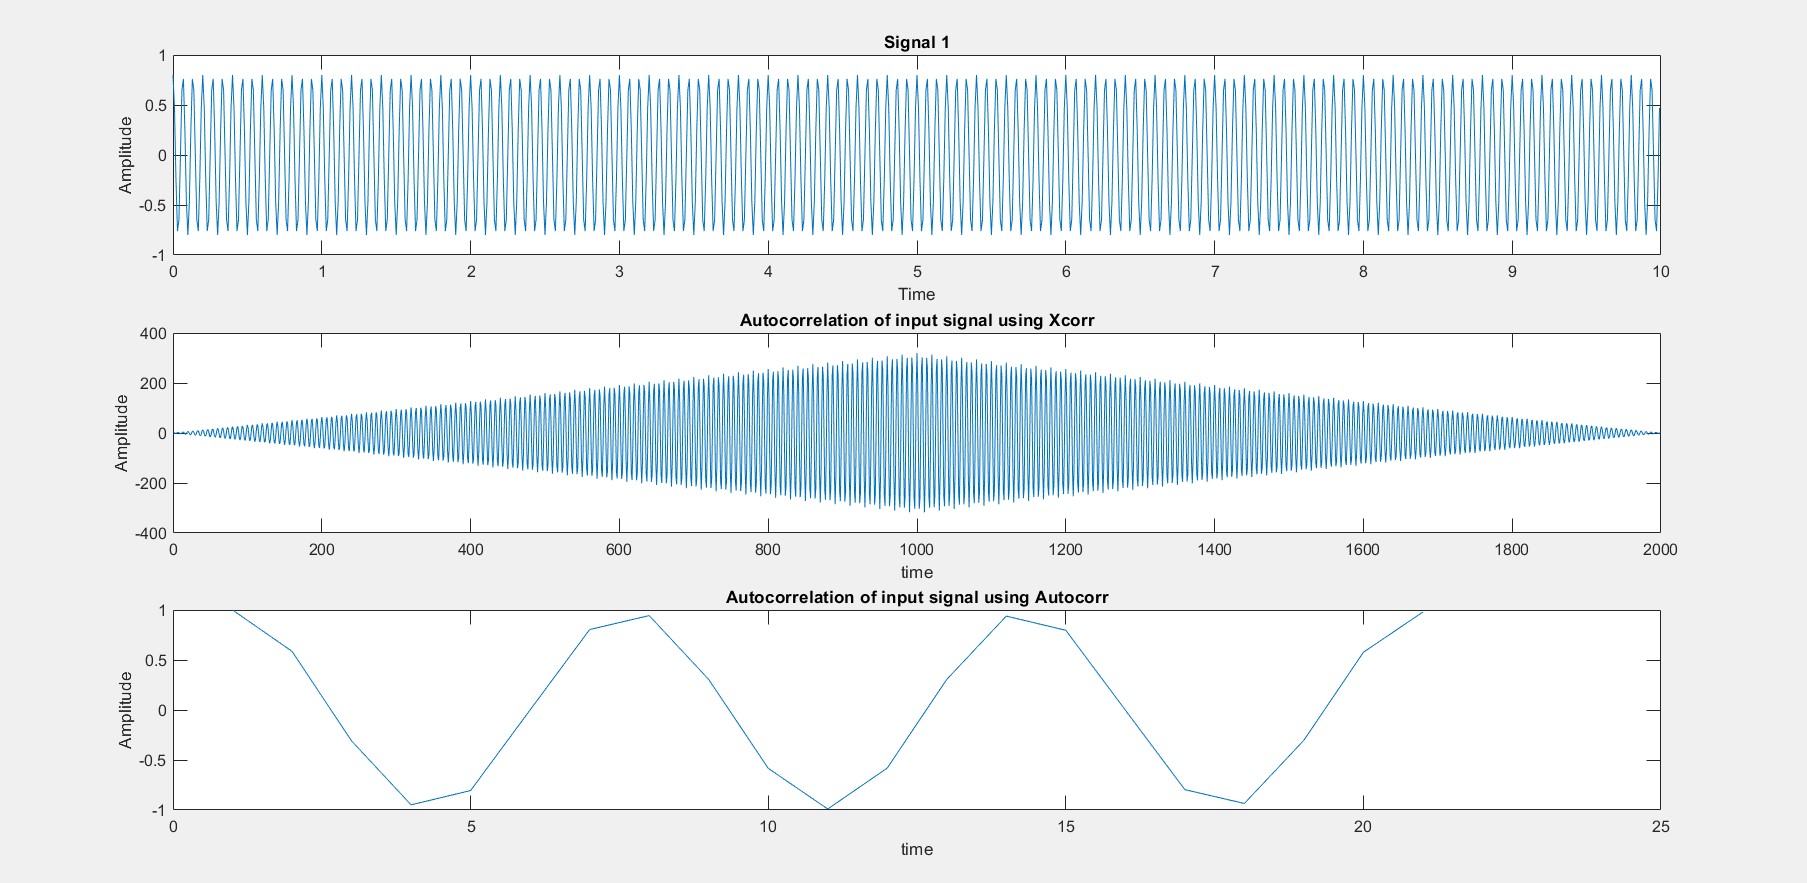 Signal 1
1
0.5
0
-0.5
-1
Amplitude
0 1 2 3 4 5 6 7 8 9 10
Time
Autocorrelation of input signal using Xcorr
400
200
0
-200
-400
Amplitude
0 200 400 600 800 1000 1200 1400 1600 1800 2000
time
Autocorrelation of input signal using Autocorr
1
0.5
0
-0.5
-1
Amplitude
0 5 10 15 20 25
time